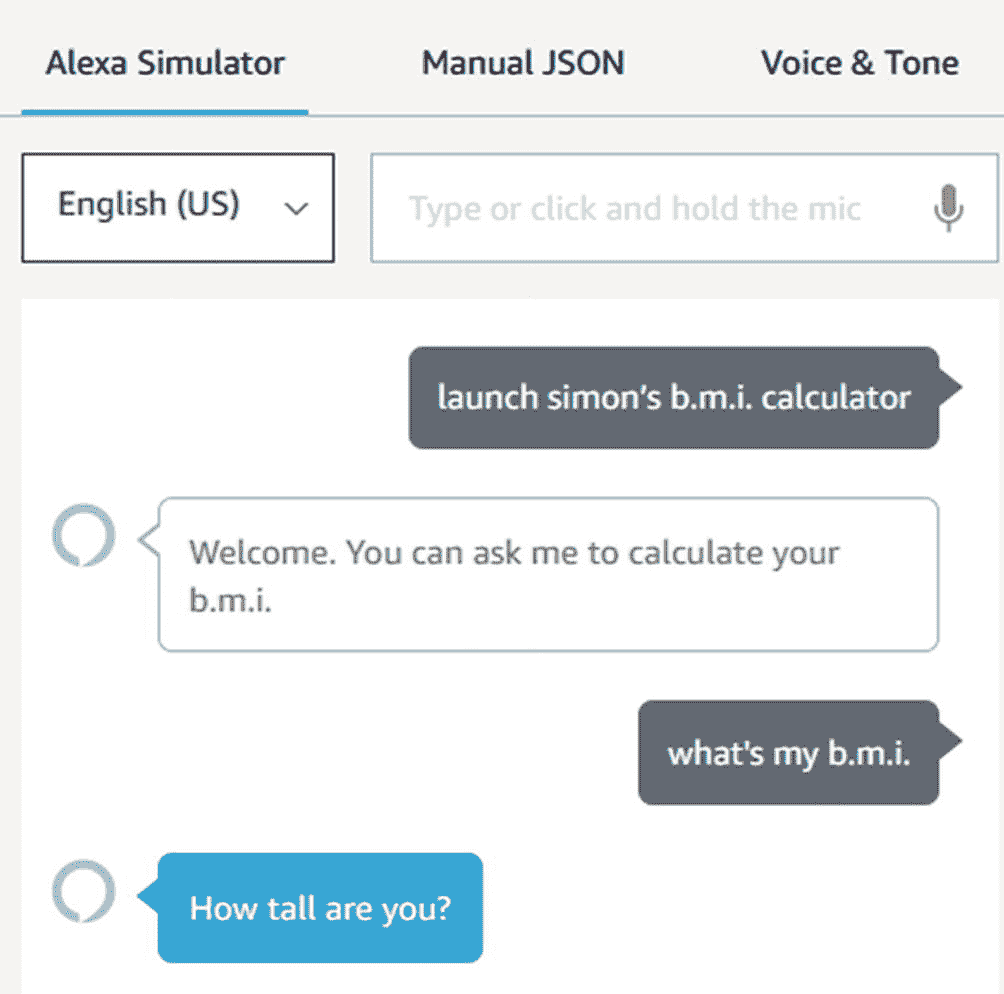 Alexa Simulator Manual JSON Voice & Tone
English (US) Type or click and hold the mic
launch simon's b.m.i. calculator
Welcome. You can ask me to calculate your
b.m.i.
what's my b.m.i.
How tall are you?